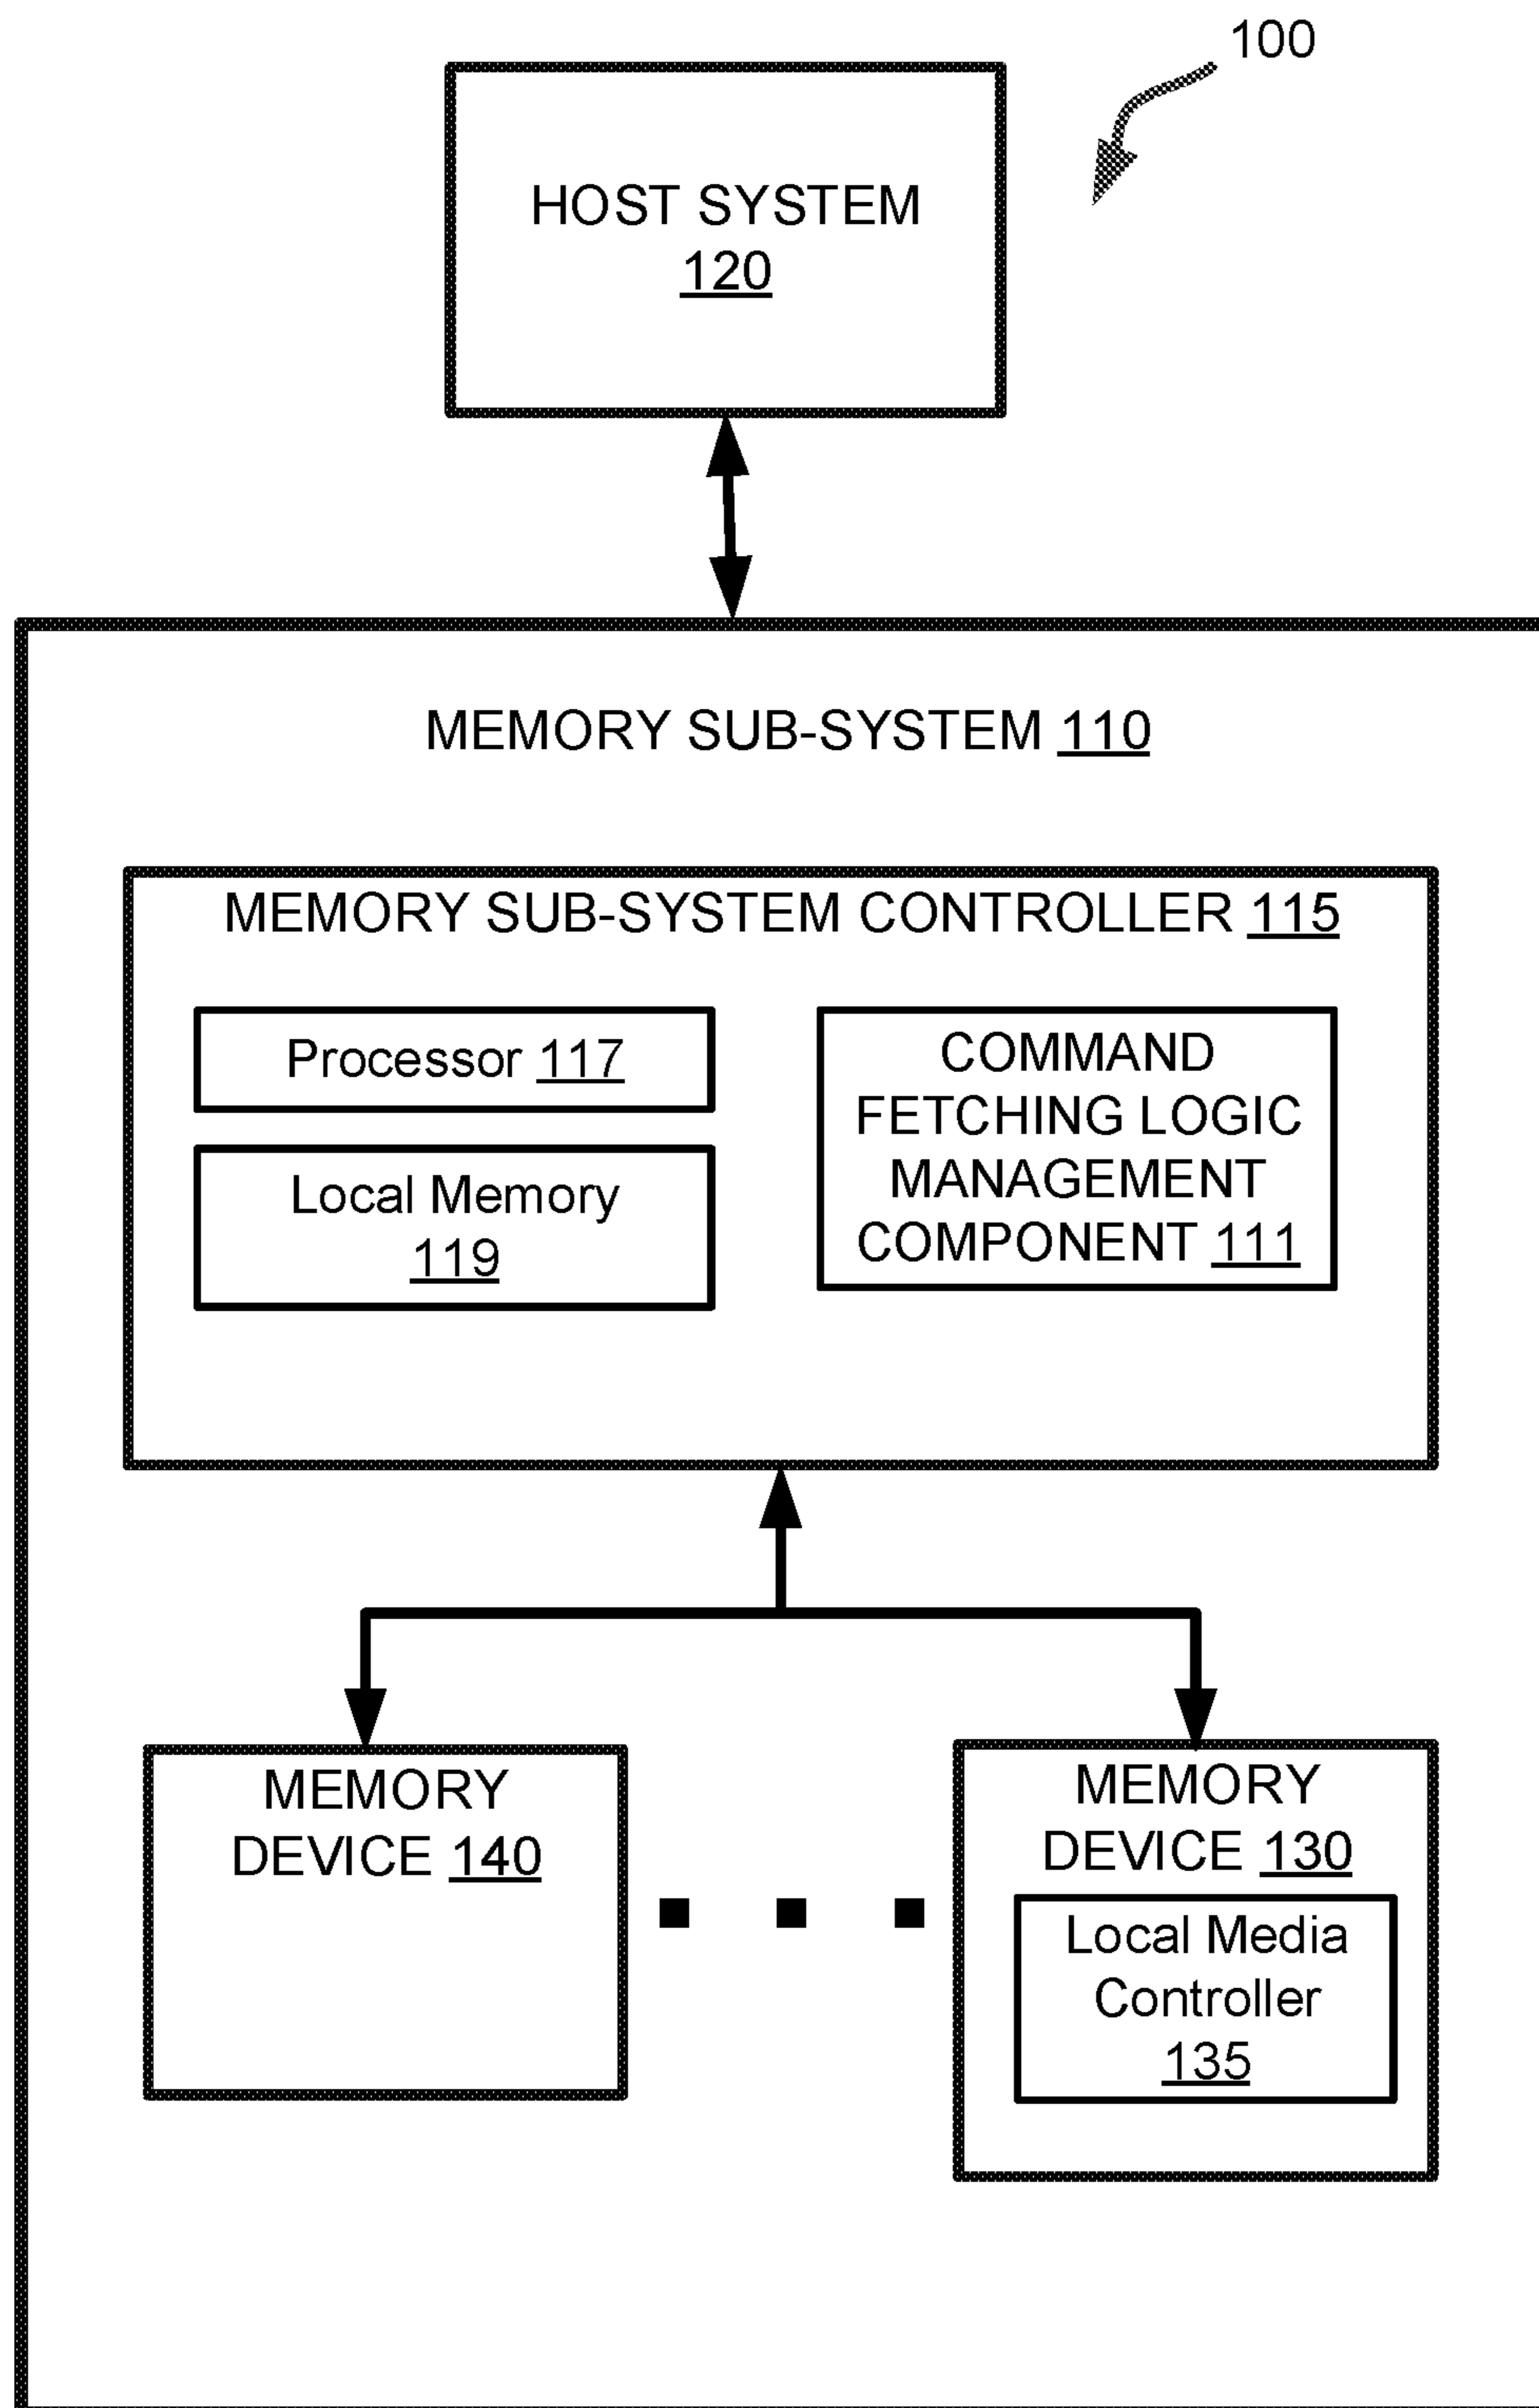 100
HOST SYSTEM
120
MEMORY SUB-SYSTEM 110
MEMORY SUB-SYSTEM CONTROLLER 115
Processor 117
Local Memory
119
COMMAND
FETCHING LOGIC
MANAGEMENT
COMPONENT 111
MEMORY
DEVICE 140
MEMORY
DEVICE 130
Local Media
Controller
135